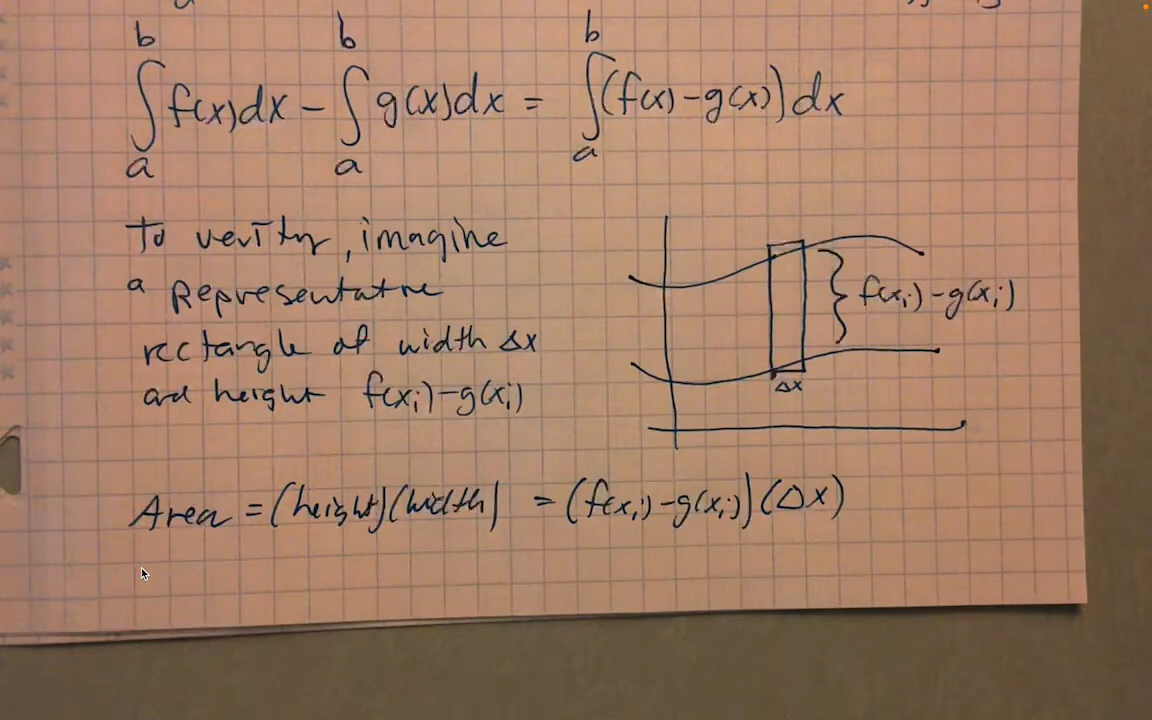 b b b
∫ f(x)dx - ∫ g(x)dx = ∫(f(x)-g(x))dx
a a a
To verify, imagine
a Representative
rectangle of width Δx
and height f(xᵢ)-g(xᵢ)
f(xᵢ)-g(xᵢ)
Δx
Area = (height)(width) = (f(xᵢ)-g(xᵢ))(Δx)